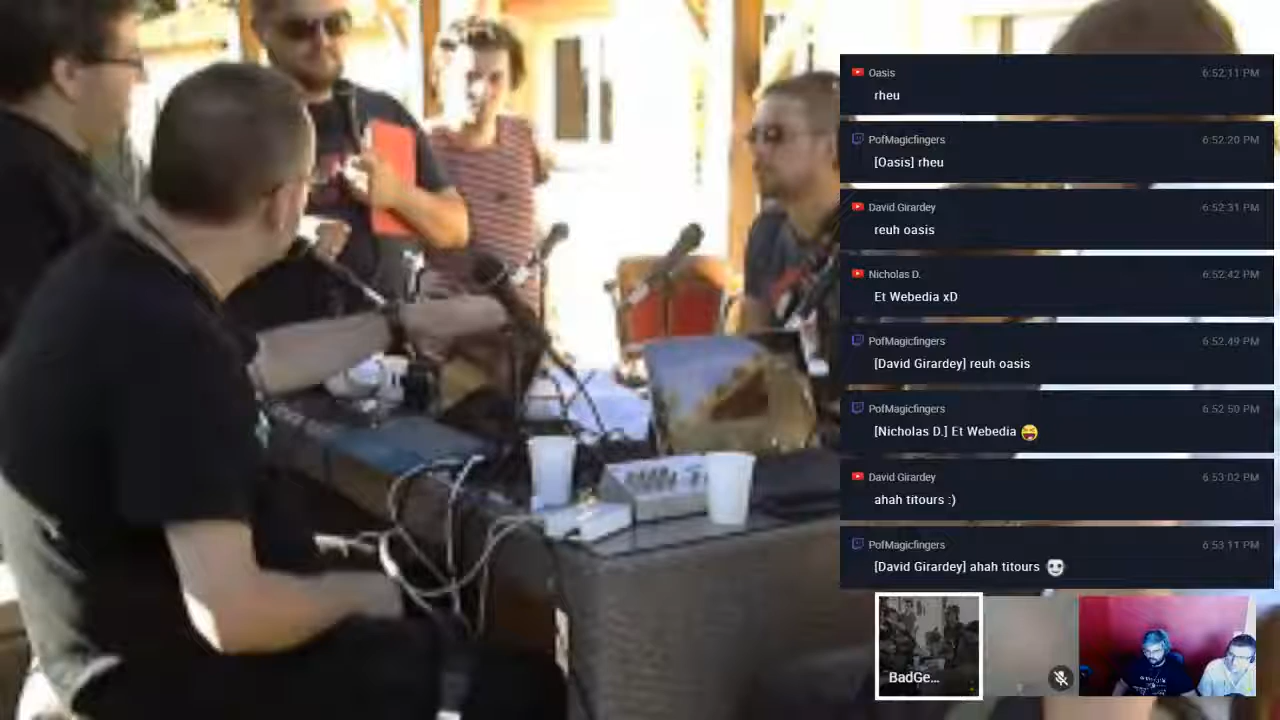 Oasis 6:52:11 PM
rheu
PofMagicfingers 6:52:20 PM
[Oasis] rheu
David Girardey 6:52:31 PM
reuh oasis
Nicholas D. 6:52:42 PM
Et Webedia xD
PofMagicfingers 6:52:49 PM
[David Girardey] reuh oasis
PofMagicfingers 6:52:50 PM
[Nicholas D.] Et Webedia 😆
David Girardey 6:53:02 PM
ahah titours :)
PofMagicfingers 6:53:11 PM
[David Girardey] ahah titours
BadGe...